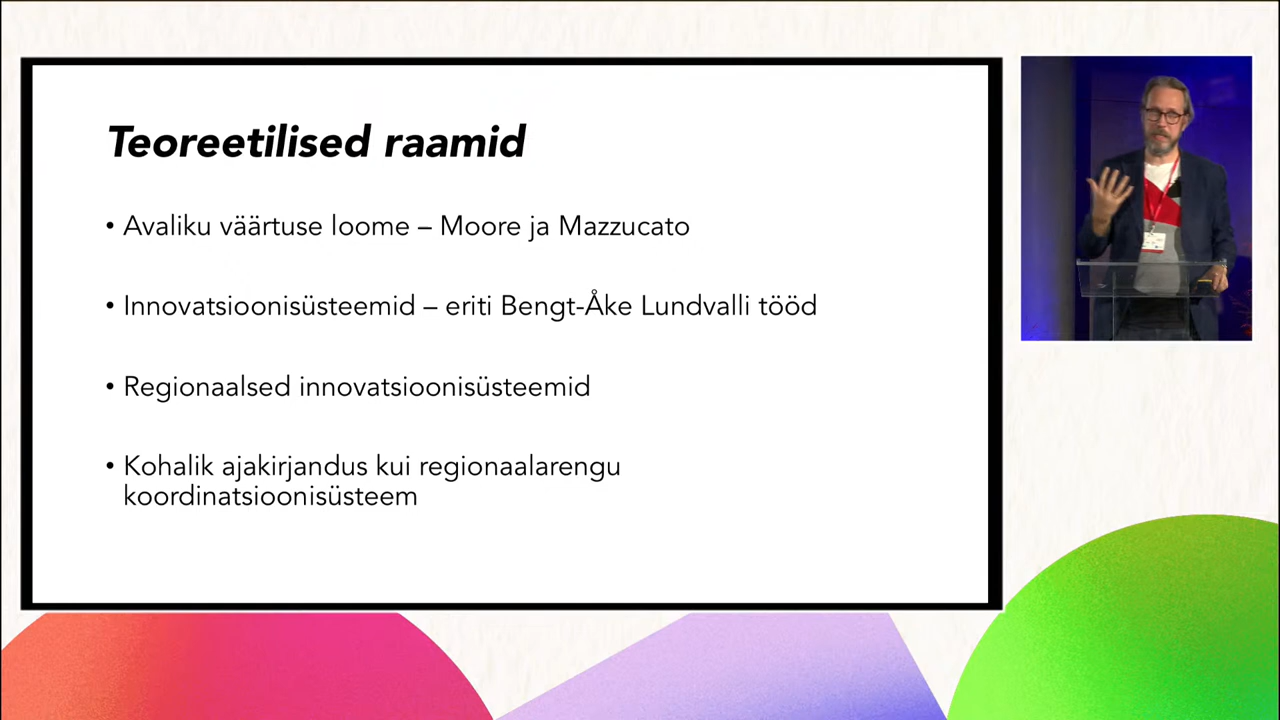 Teoreetilised raamid
• Avaliku väärtuse loome – Moore ja Mazzucato
• Innovatsioonisüsteemid – eriti Bengt-Åke Lundvalli tööd
• Regionaalsed innovatsioonisüsteemid
• Kohalik ajakirjandus kui regionaalarengu
koordinatsioonisüsteem